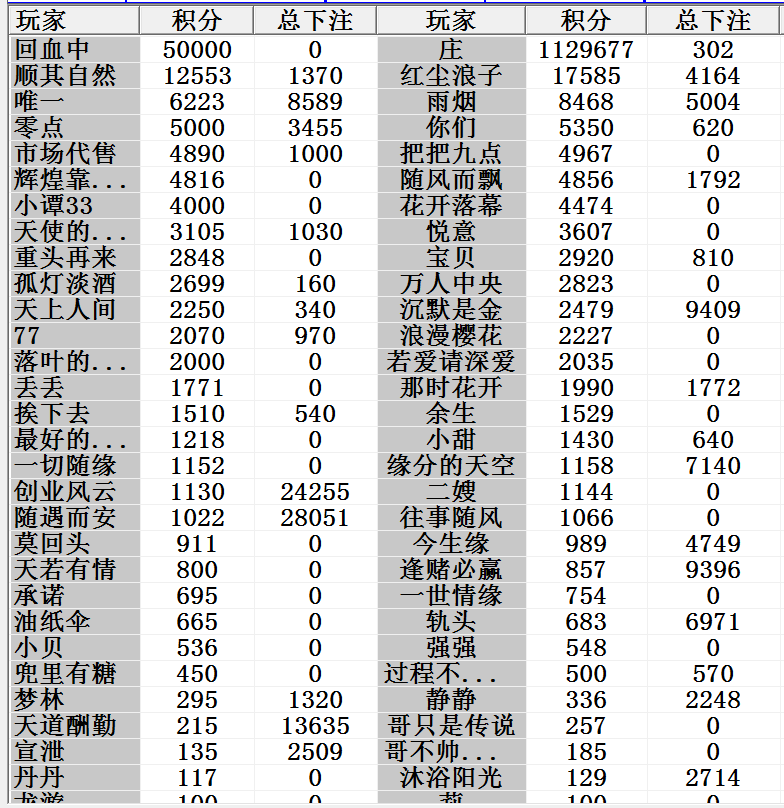 玩家 积分 总下注 玩家 积分 总下注
回血中 50000 0 庄 1129677 302
顺其自然 12553 1370 红尘浪子 17585 4164
唯一 6223 8589 雨烟 8468 5004
零点 5000 3455 你们 5350 620
市场代售 4890 1000 把把九点 4967 0
辉煌靠... 4816 0 随风而飘 4856 1792
小谭33 4000 0 花开落幕 4474 0
天使的... 3105 1030 悦意 3607 0
重头再来 2848 0 宝贝 2920 810
孤灯淡酒 2699 160 万人中央 2823 0
天上人间 2250 340 沉默是金 2479 9409
77 2070 970 浪漫樱花 2227 0
落叶的... 2000 0 若爱请深爱 2035 0
丢丢 1771 0 那时花开 1990 1772
挨下去 1510 540 余生 1529 0
最好的... 1218 0 小甜 1430 640
一切随缘 1152 0 缘分的天空 1158 7140
创业风云 1130 24255 二嫂 1144 0
随遇而安 1022 28051 往事随风 1066 0
莫回头 911 0 今生缘 989 4749
天若有情 800 0 逢赌必赢 857 9396
承诺 695 0 一世情缘 754 0
油纸伞 665 0 轨头 683 6971
小贝 536 0 强强 548 0
兜里有糖 450 0 过程不... 500 570
梦林 295 1320 静静 336 2248
天道酬勤 215 13635 哥只是传说 257 0
宣泄 135 2509 哥不帅... 185 0
丹丹 117 0 沐浴阳光 129 2714